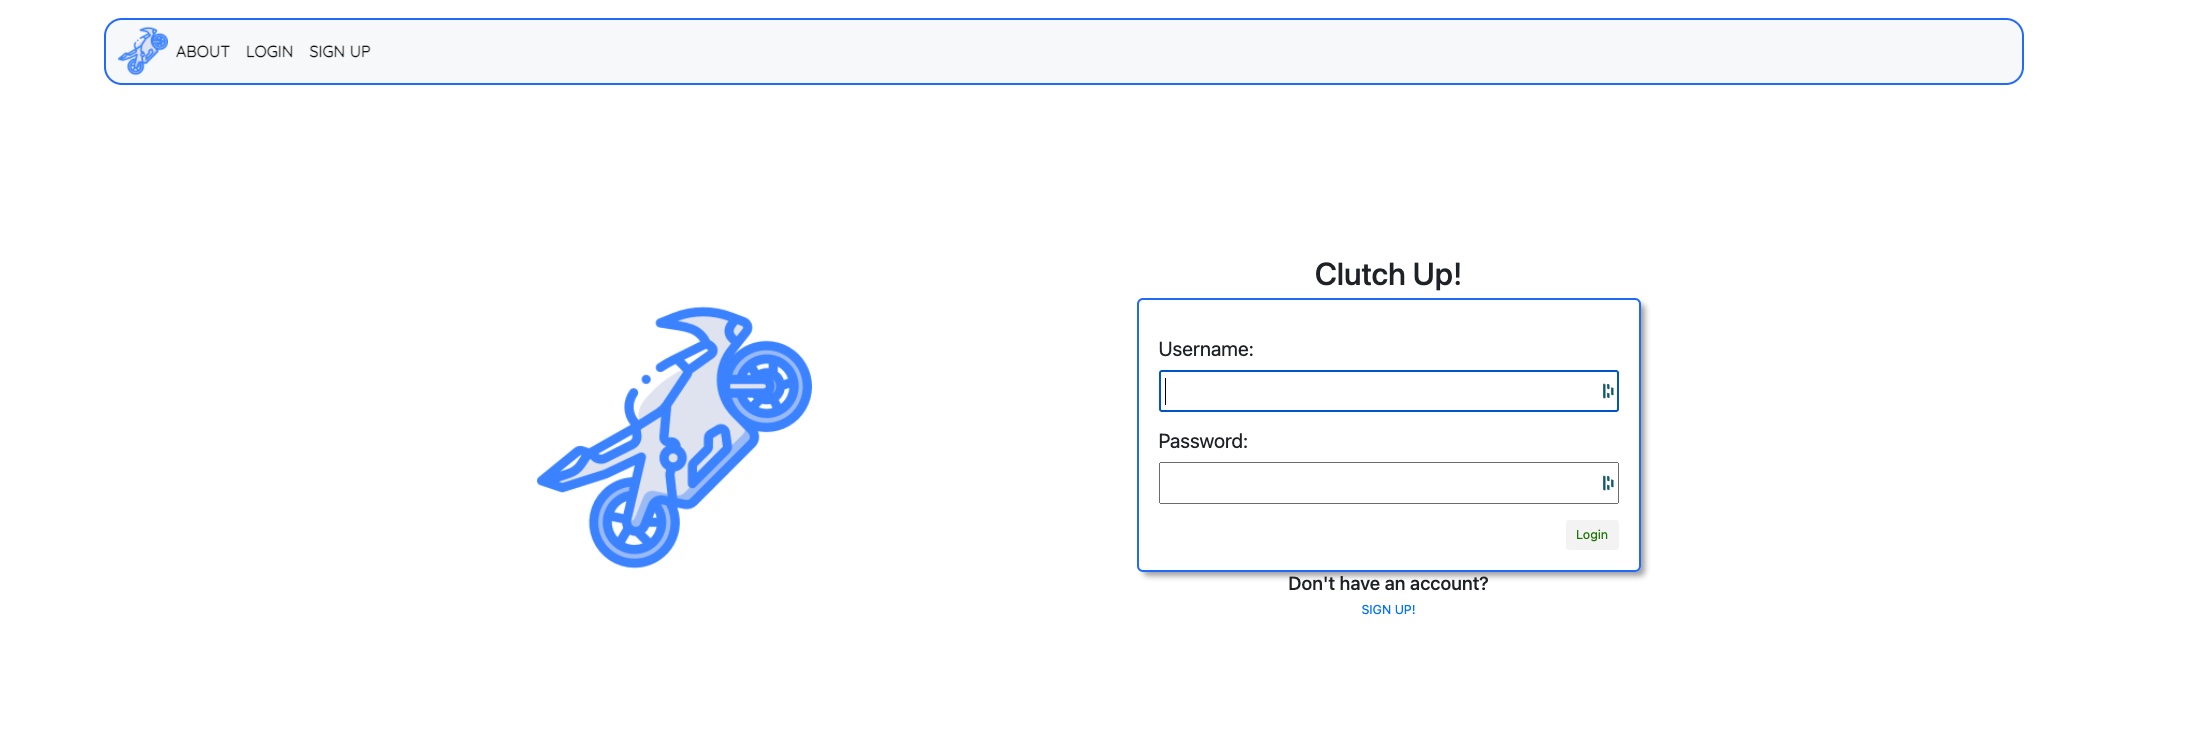 ABOUT LOGIN SIGN UP
Clutch Up!
Username:
Password:
Login
Don't have an account?
SIGN UP!